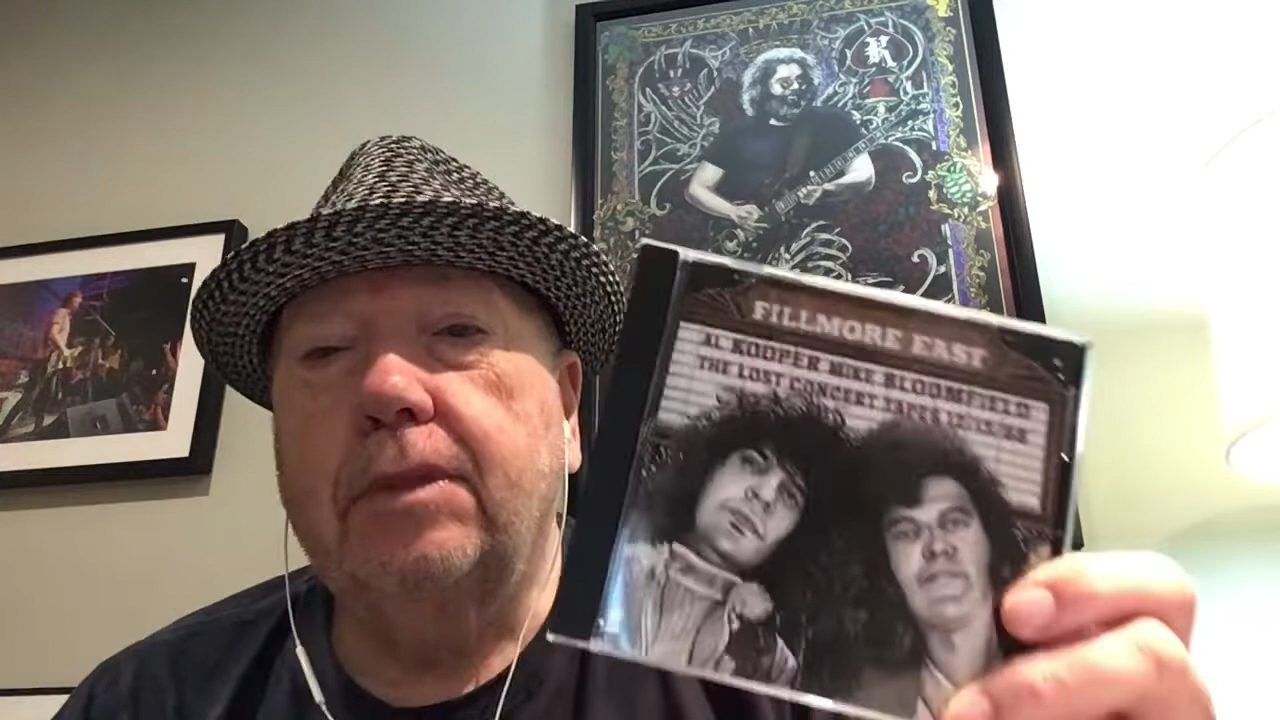 K
FILLMORE EAST
AL KOOPER MIKE BLOOMFIELD
THE LOST CONCERT TAPES 12/13/68